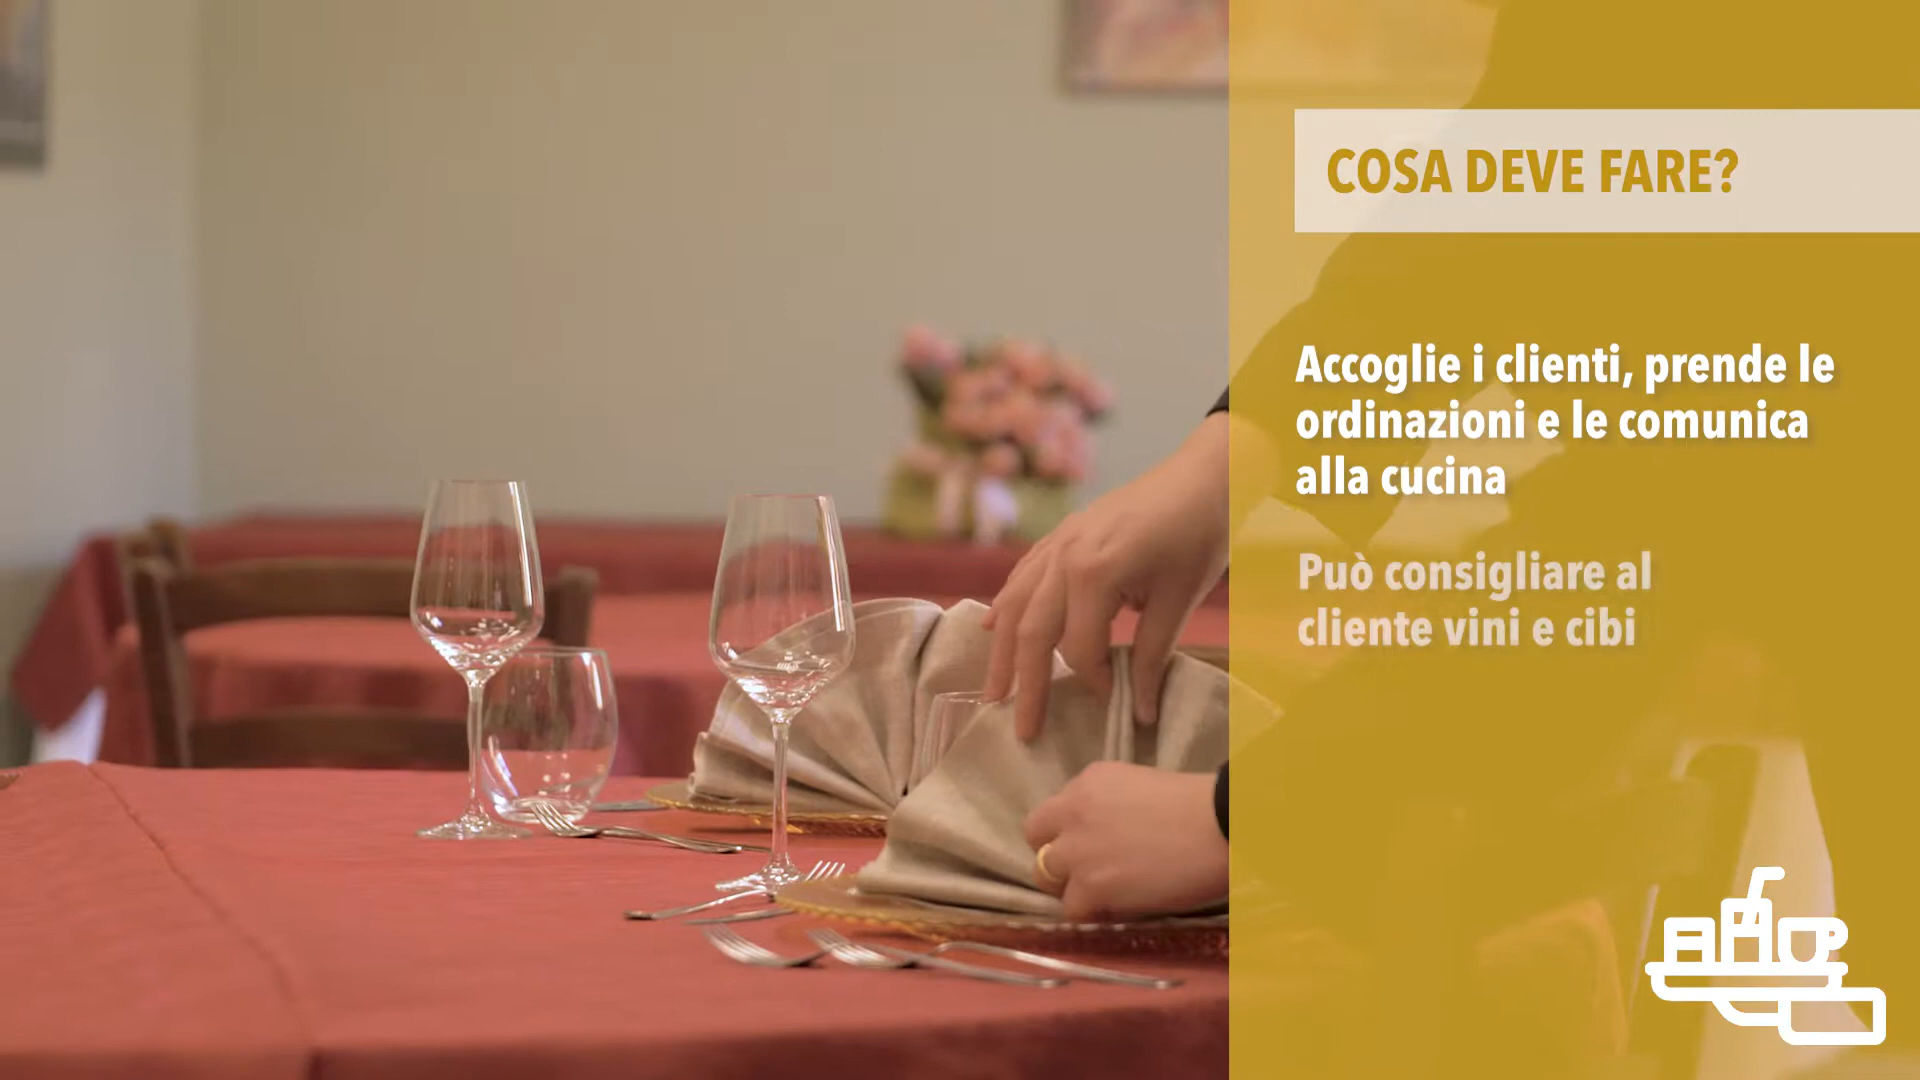 COSA DEVE FARE?
Accoglie i clienti, prende le
ordinazioni e le comunica
alla cucina
Può consigliare al
cliente vini e cibi